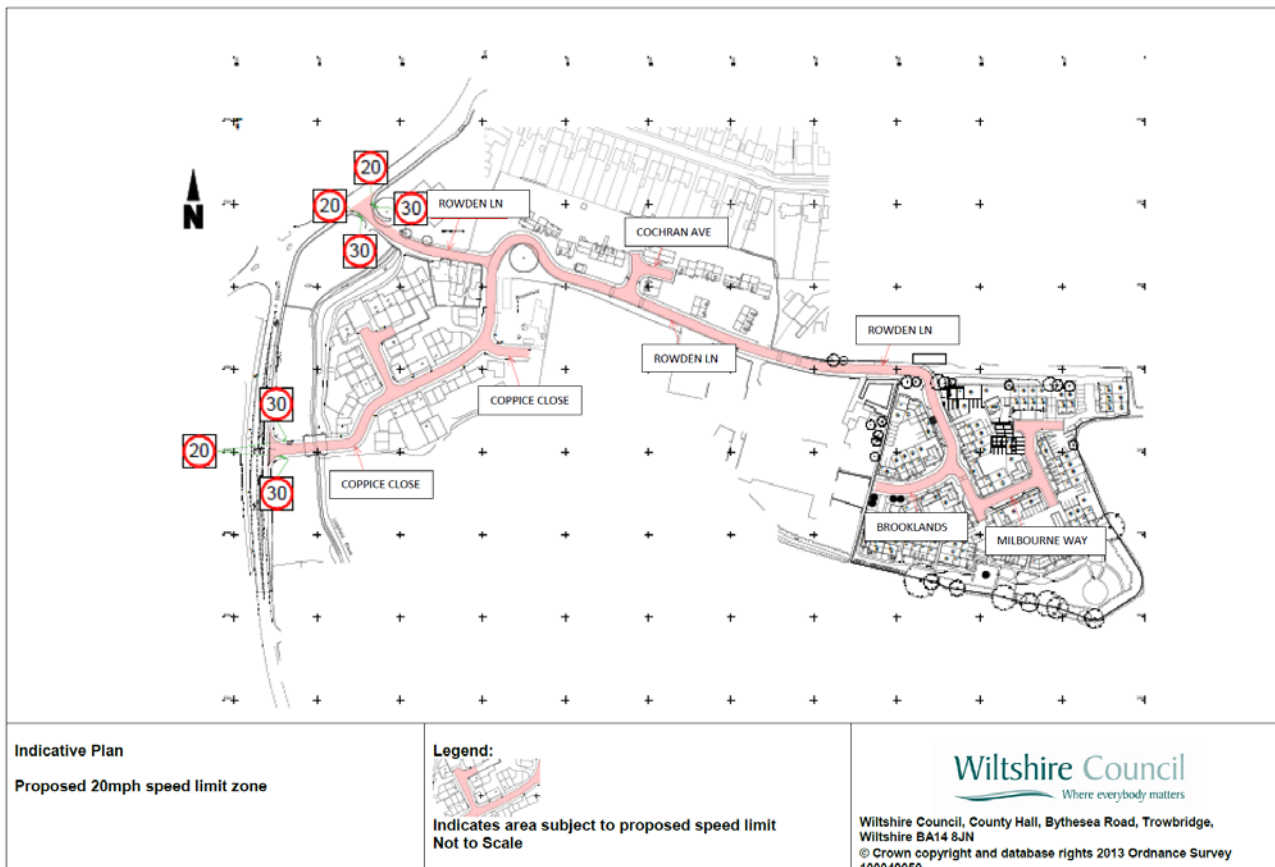 20
20
30
ROWDEN LN
30
COCHRAN AVE
N
ROWDEN LN
ROWDEN LN
COPPICE CLOSE
30
20
COPPICE CLOSE
30
BROOKLANDS
MILBOURNE WAY
Indicative Plan
Proposed 20mph speed limit zone
Legend:
Indicates area subject to proposed speed limit
Not to Scale
Wiltshire Council
Where everybody matters
Wiltshire Council, County Hall, Bythesea Road, Trowbridge,
Wiltshire BA14 8JN
© Crown copyright and database rights 2013 Ordnance Survey